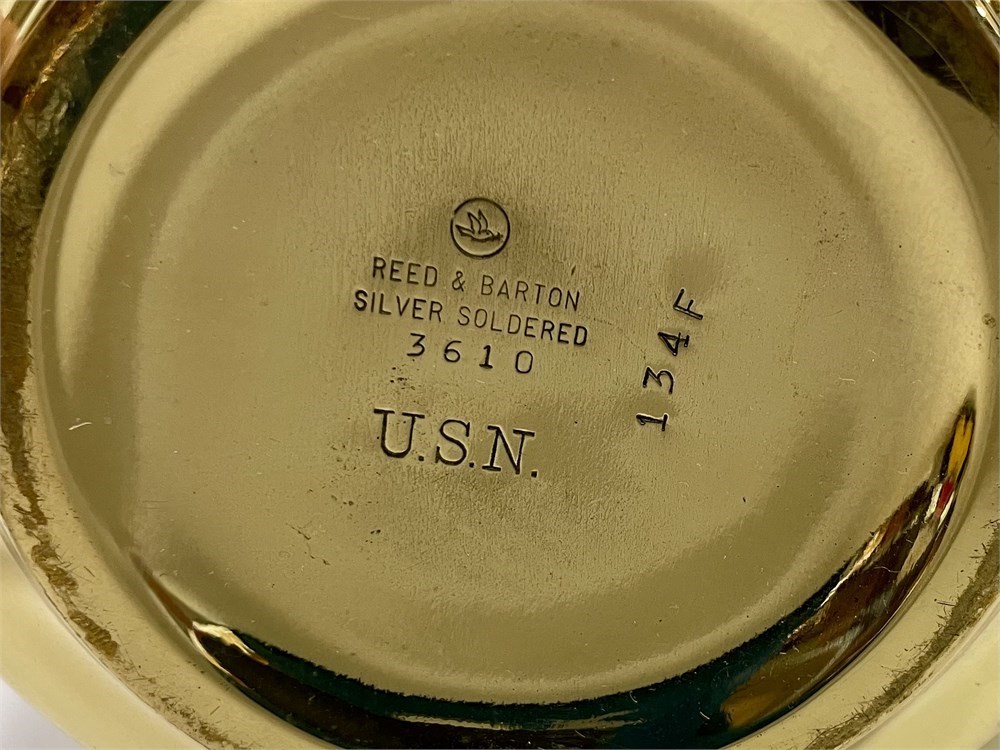 REED & BARTON
SILVER SOLDERED
3610
U.S.N.
134F